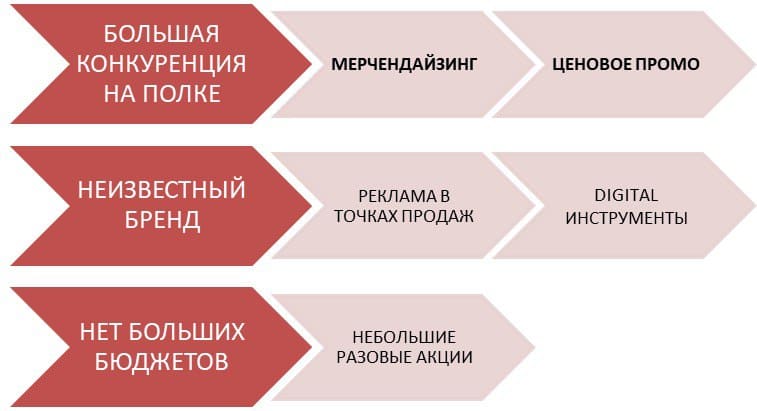 БОЛЬШАЯ
КОНКУРЕНЦИЯ
НА ПОЛКЕ
МЕРЧЕНДАЙЗИНГ
ЦЕНОВОЕ ПРОМО
НЕИЗВЕСТНЫЙ
БРЕНД
РЕКЛАМА В
ТОЧКАХ ПРОДАЖ
DIGITAL
ИНСТРУМЕНТЫ
НЕТ БОЛЬШИХ
БЮДЖЕТОВ
НЕБОЛЬШИЕ
РАЗОВЫЕ АКЦИИ